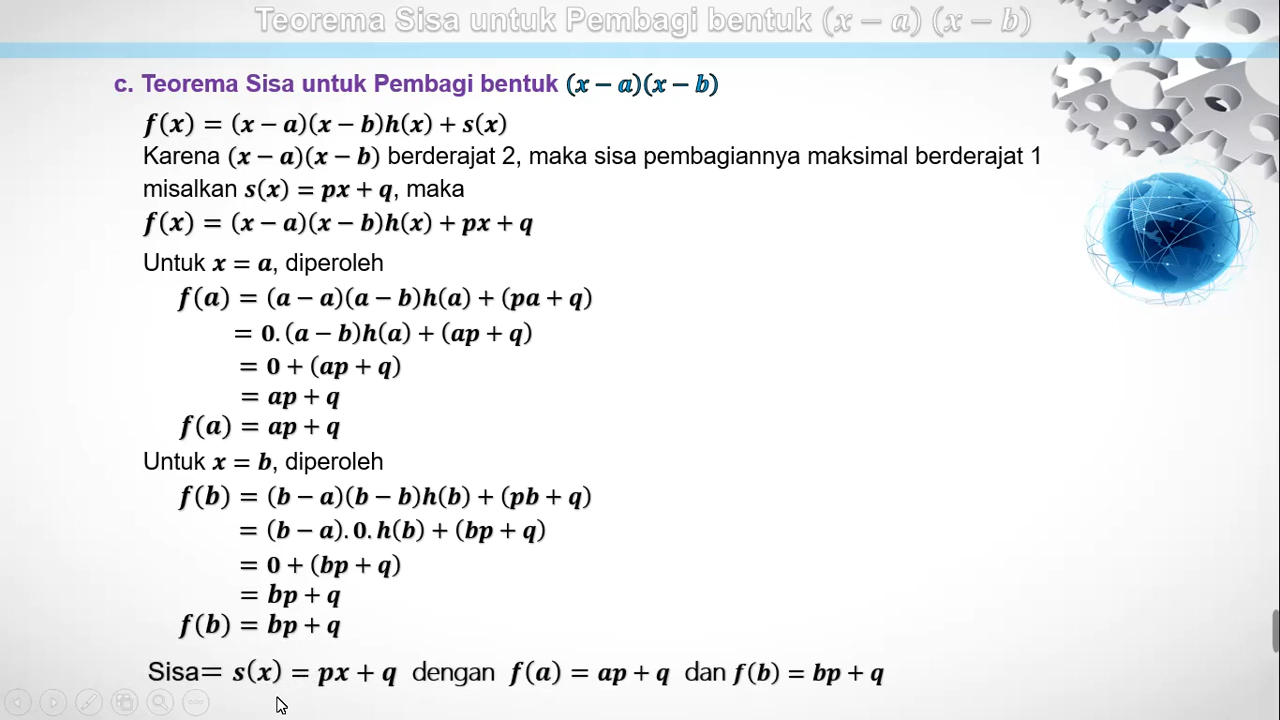 Teorema Sisa untuk Pembagi bentuk (x − a) (x − b)
c. Teorema Sisa untuk Pembagi bentuk (x − a)(x − b)
f(x) = (x − a)(x − b)h(x) + s(x)
Karena (x − a)(x − b) berderajat 2, maka sisa pembagiannya maksimal berderajat 1
misalkan s(x) = px + q, maka
f(x) = (x − a)(x − b)h(x) + px + q
Untuk x = a, diperoleh
f(a) = (a − a)(a − b)h(a) + (pa + q)
= 0. (a − b)h(a) + (ap + q)
= 0 + (ap + q)
= ap + q
f(a) = ap + q
Untuk x = b, diperoleh
f(b) = (b − a)(b − b)h(b) + (pb + q)
= (b − a). 0. h(b) + (bp + q)
= 0 + (bp + q)
= bp + q
f(b) = bp + q
Sisa= s(x) = px + q dengan f(a) = ap + q dan f(b) = bp + q